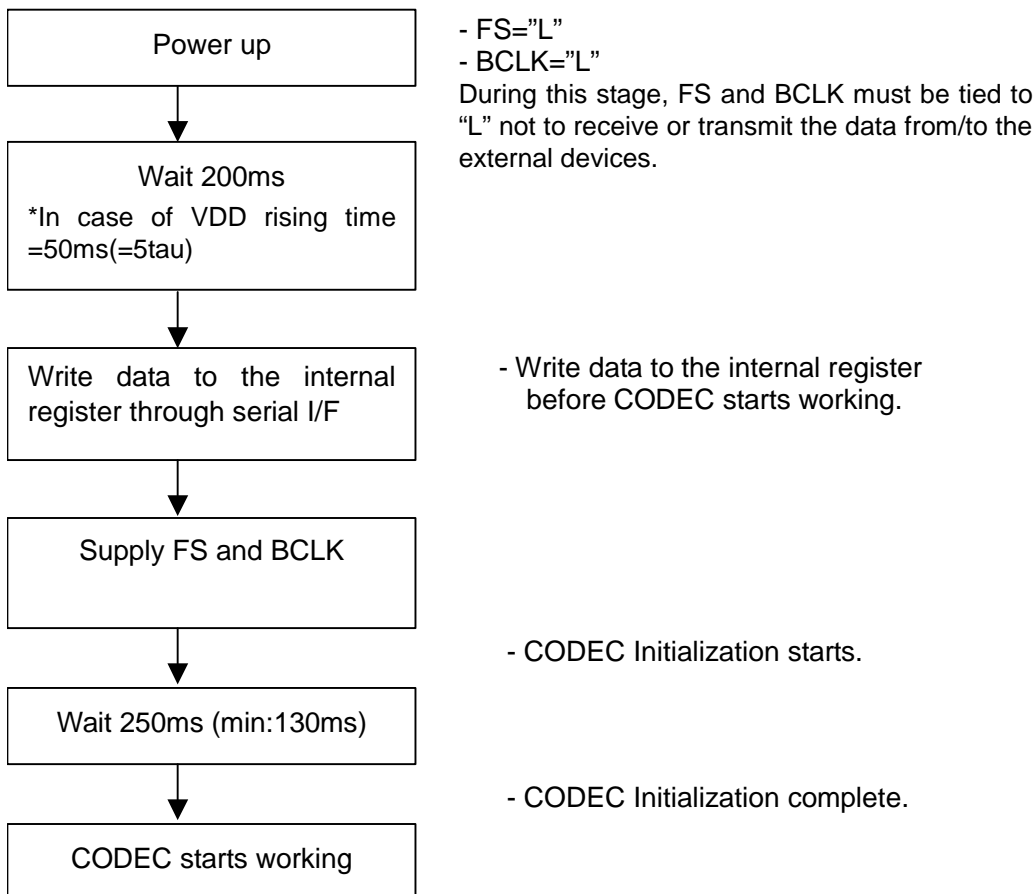 Power up
- FS=”L”
- BCLK=”L”
During this stage, FS and BCLK must be tied to
“L” not to receive or transmit the data from/to the
external devices.
Wait 200ms
*In case of VDD rising time
=50ms(=5tau)
Write data to the internal
register through serial I/F
- Write data to the internal register
before CODEC starts working.
Supply FS and BCLK
- CODEC Initialization starts.
Wait 250ms (min:130ms)
- CODEC Initialization complete.
CODEC starts working